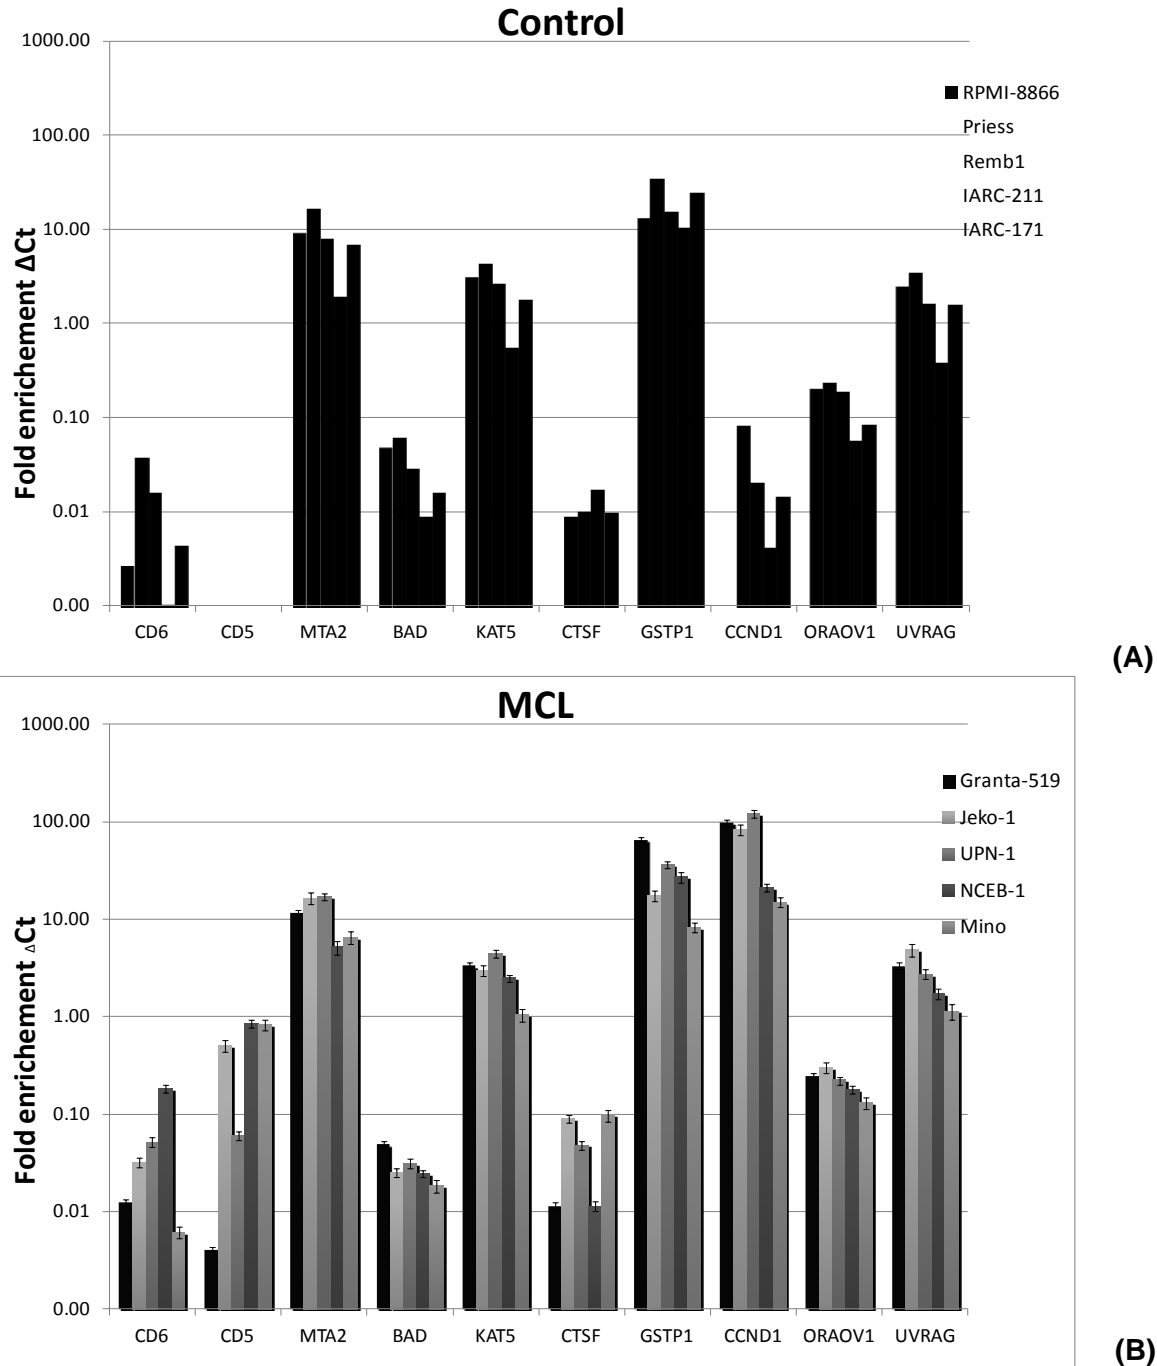 Control
1000.00
100.00
10.00
1.00
0.10
0.01
0.00
Fold enrichement ΔCt
RPMI-8866
Priess
Remb1
IARC-211
IARC-171
CD6 CD5 MTA2 BAD KAT5 CTSF GSTP1 CCND1 ORAOV1 UVRAG
(A)
MCL
1000.00
100.00
10.00
1.00
0.10
0.01
0.00
Fold enrichement ΔCt
Granta-519
Jeko-1
UPN-1
NCEB-1
Mino
CD6 CD5 MTA2 BAD KAT5 CTSF GSTP1 CCND1 ORAOV1 UVRAG
(B)